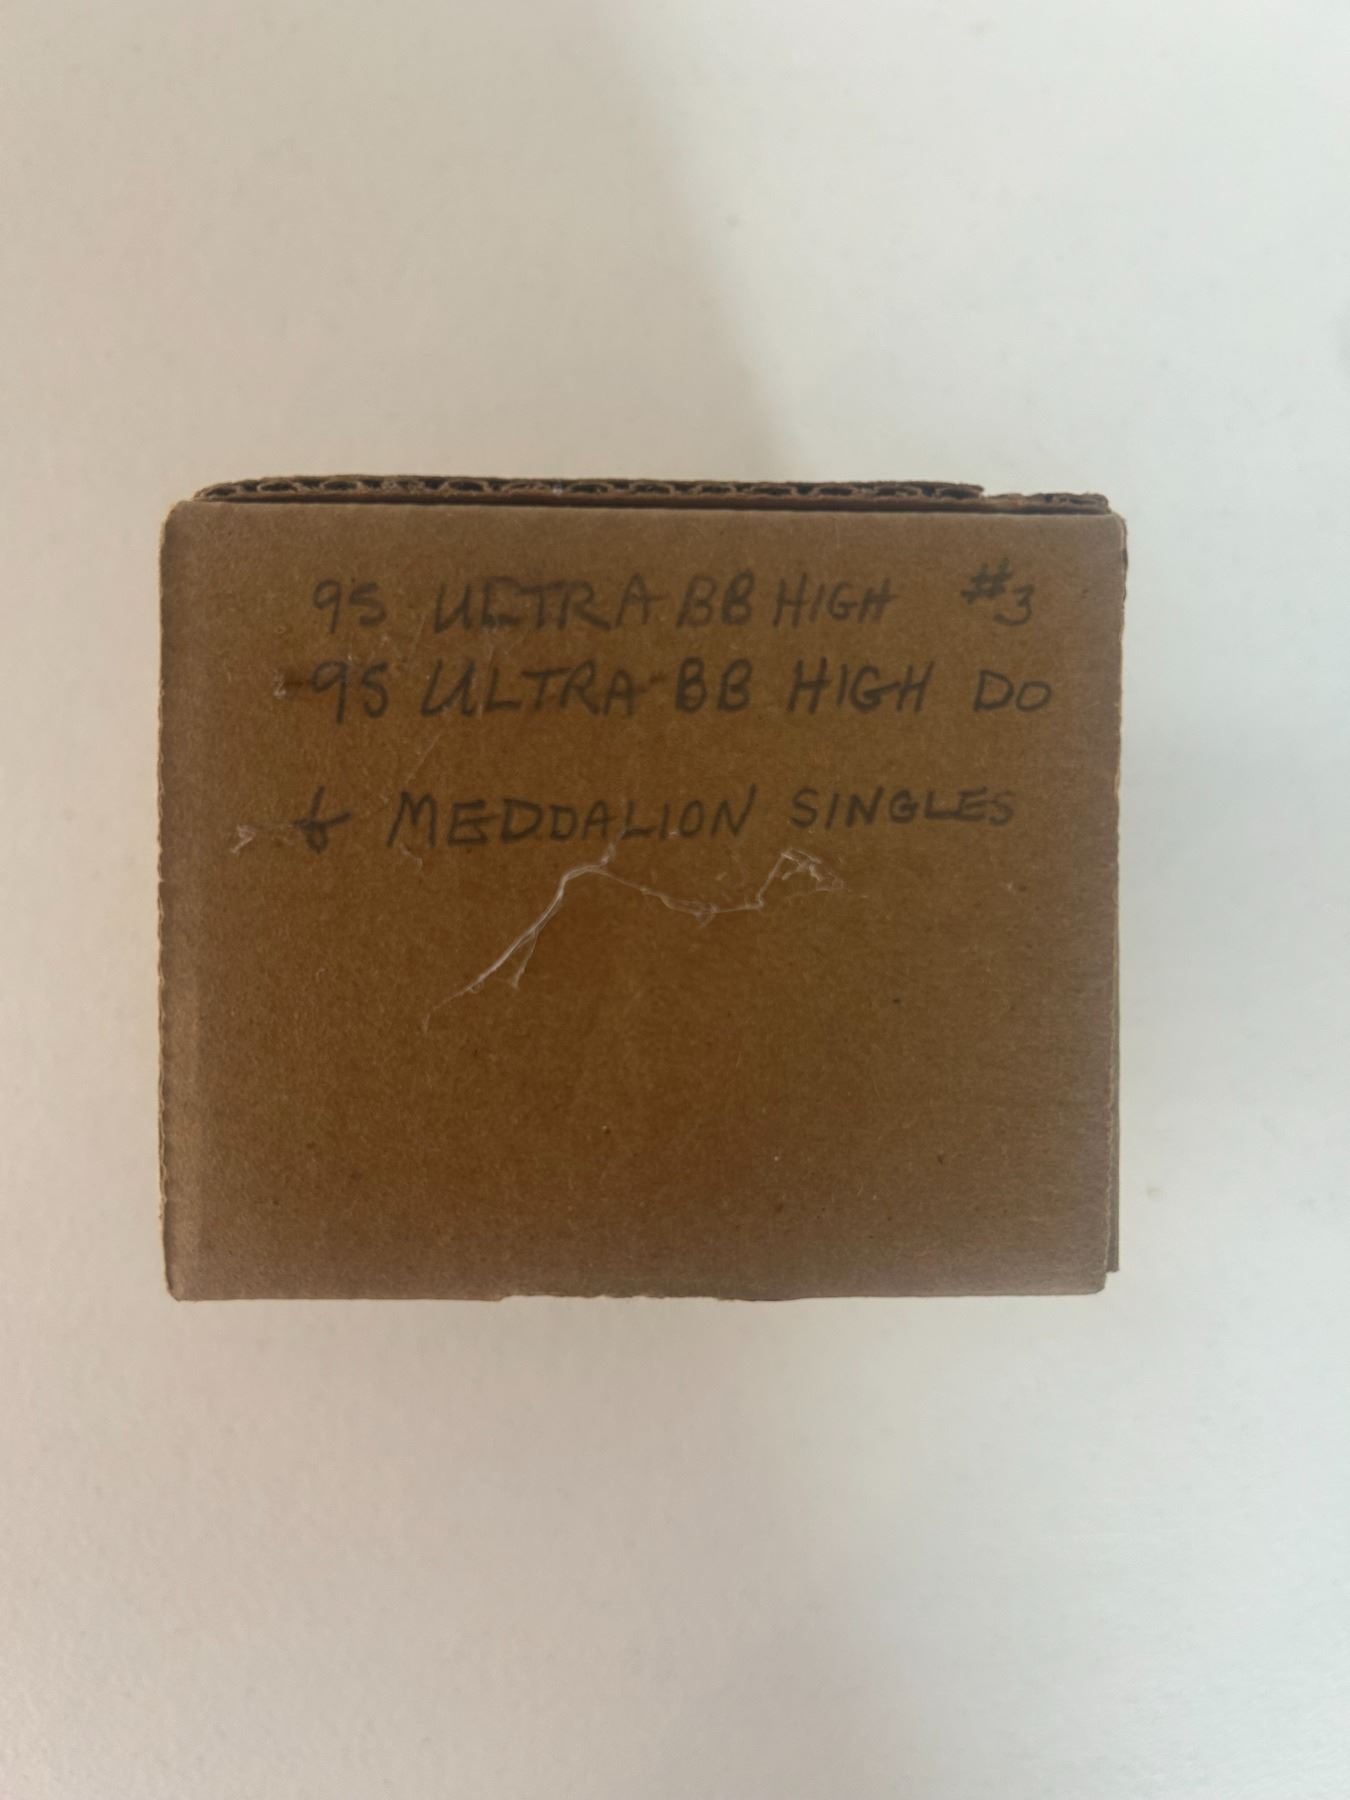 95 ULTRA BB HIGH #3
95 ULTRA BB HIGH DO
& MEDDALION SINGLES